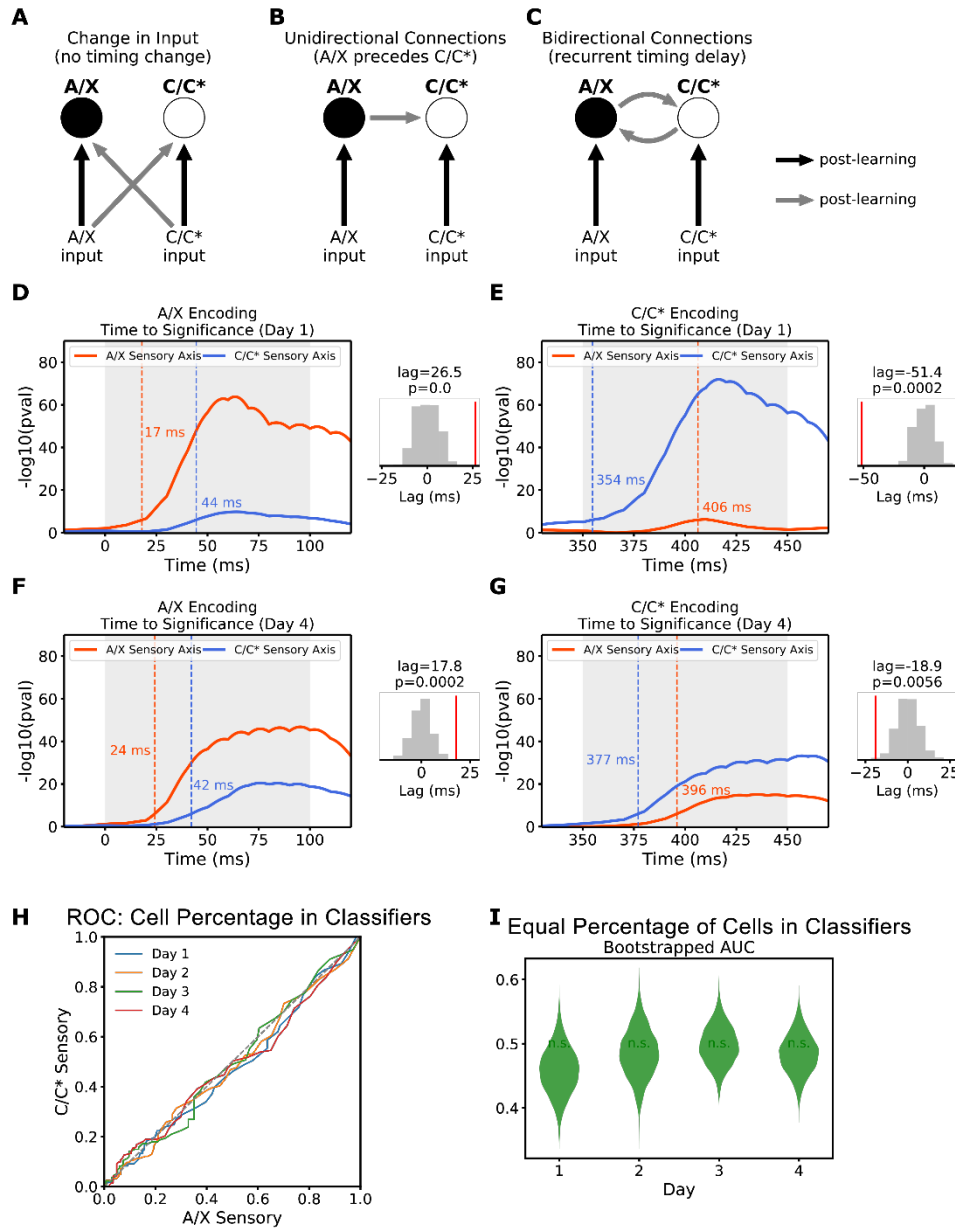 A
Change in Input
(no timing change)
A/X
C/C*
A/X
input
C/C*
input
B
Unidirectional Connections
(A/X precedes C/C*)
A/X
C/C*
A/X
input
C/C*
input
C
Bidirectional Connections
(recurrent timing delay)
A/X
C/C*
A/X
input
C/C*
input
post-learning
post-learning
D
A/X Encoding
Time to Significance (Day 1)
A/X Sensory Axis
C/C* Sensory Axis
17 ms
44 ms
-log10(pval)
0
20
40
60
80
0
25
50
75
100
Time (ms)
lag=26.5
p=0.0
−25
0
25
Lag (ms)
E
C/C* Encoding
Time to Significance (Day 1)
A/X Sensory Axis
C/C* Sensory Axis
354 ms
406 ms
-log10(pval)
0
20
40
60
80
350
375
400
425
450
Time (ms)
lag=-51.4
p=0.0002
−50
0
Lag (ms)
F
A/X Encoding
Time to Significance (Day 4)
A/X Sensory Axis
C/C* Sensory Axis
24 ms
42 ms
-log10(pval)
0
20
40
60
80
0
25
50
75
100
Time (ms)
lag=17.8
p=0.0002
0
25
Lag (ms)
G
C/C* Encoding
Time to Significance (Day 4)
A/X Sensory Axis
C/C* Sensory Axis
377 ms
396 ms
-log10(pval)
0
20
40
60
80
350
375
400
425
450
Time (ms)
lag=-18.9
p=0.0056
−25
0
25
Lag (ms)
H
ROC: Cell Percentage in Classifiers
Day 1
Day 2
Day 3
Day 4
C/C* Sensory
1.0
0.8
0.6
0.4
0.2
0.0
0.0
0.2
0.4
0.6
0.8
1.0
A/X Sensory
I
Equal Percentage of Cells in Classifiers
Bootstrapped AUC
0.6
0.5
0.4
n.s.
n.s.
n.s.
n.s.
1
2
3
4
Day